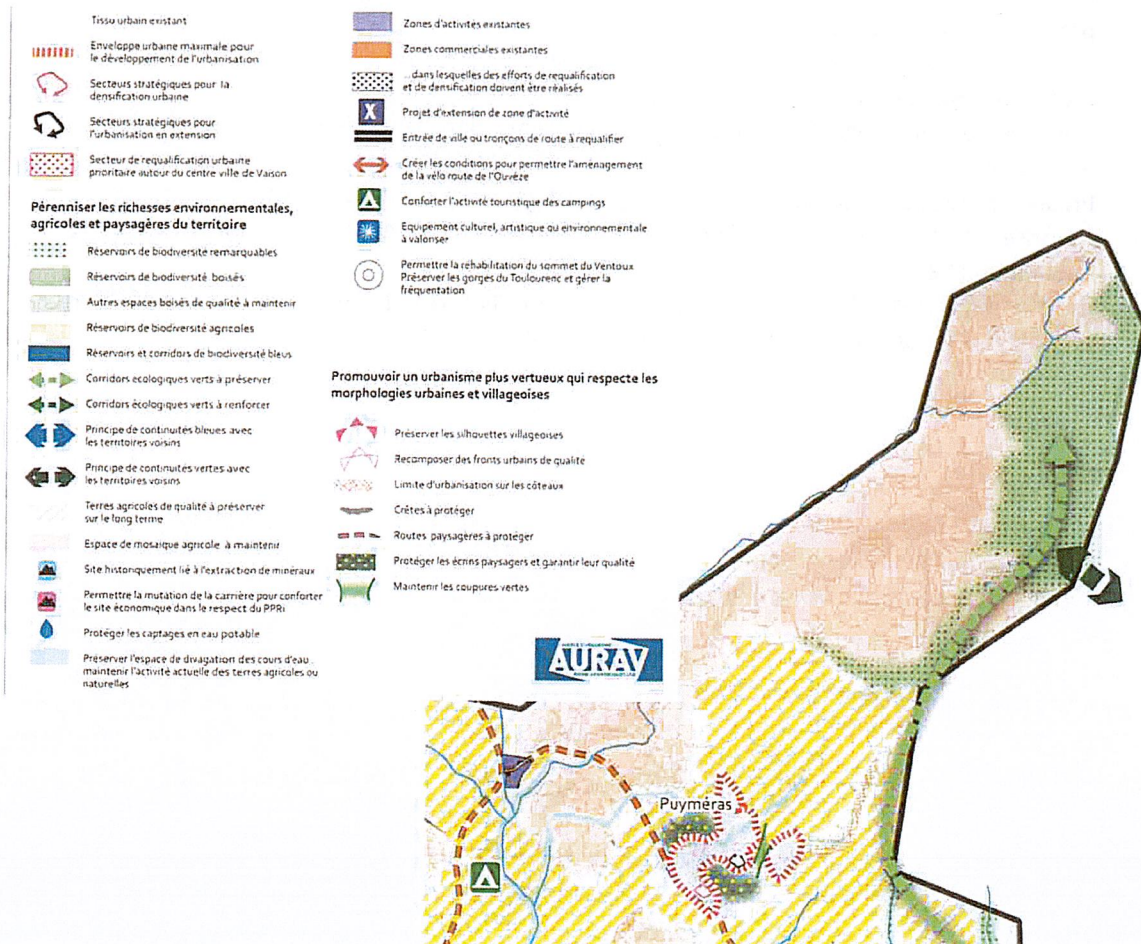 Tissu urbain existant
Enveloppe urbaine maximale pour
le développement de l'urbanisation
Secteurs stratégiques pour la
densification urbaine
Secteurs stratégiques pour
l'urbanisation en extension
Secteur de requalification urbaine
prioritaire autour du centre ville de Vaison
Pérenniser les richesses environnementales,
agricoles et paysagères du territoire
Réservoirs de biodiversité remarquables
Réservoirs de biodiversité boisés
Autres espaces boisés de qualité à maintenir
Réservoirs de biodiversité agricoles
Réservoirs et corridors de biodiversité bleus
Corridors écologiques verts à préserver
Corridors écologiques verts à renforcer
Principe de continuités bleues avec
les territoires voisins
Principe de continuités vertes avec
les territoires voisins
Terres agricoles de qualité à préserver
sur le long terme
Espace de mosaïque agricole à maintenir
Site historiquement lié à l'extraction de minéraux
Permettre la mutation de la carrière pour conforter
le site économique dans le respect du PPRi
Protéger les captages en eau potable
Préserver l'espace de divagation des cours d'eau,
maintenir l'activité actuelle des terres agricoles ou
naturelles
Zones d'activités existantes
Zones commerciales existantes
...dans lesquelles des efforts de requalification
et de densification doivent être réalisés
X
Projet d'extension de zone d'activité
Entrée de ville ou tronçons de route à requalifier
Créer les conditions pour permettre l'aménagement
de la vélo route de l'Ouvèze
Conforter l'activité touristique des campings
Equipement culturel, artistique ou environnementale
à valoriser
Permettre la réhabilitation du sommet du Ventoux
Préserver les gorges du Toulourenc et gérer la
fréquentation
Promouvoir un urbanisme plus vertueux qui respecte les
morphologies urbaines et villageoises
Préserver les silhouettes villageoises
Recomposer des fronts urbains de qualité
Limite d'urbanisation sur les côteaux
Crêtes à protéger
Routes paysagères à protéger
Protéger les écrins paysagers et garantir leur qualité
Maintenir les coupures vertes
AURAV
Puyméras